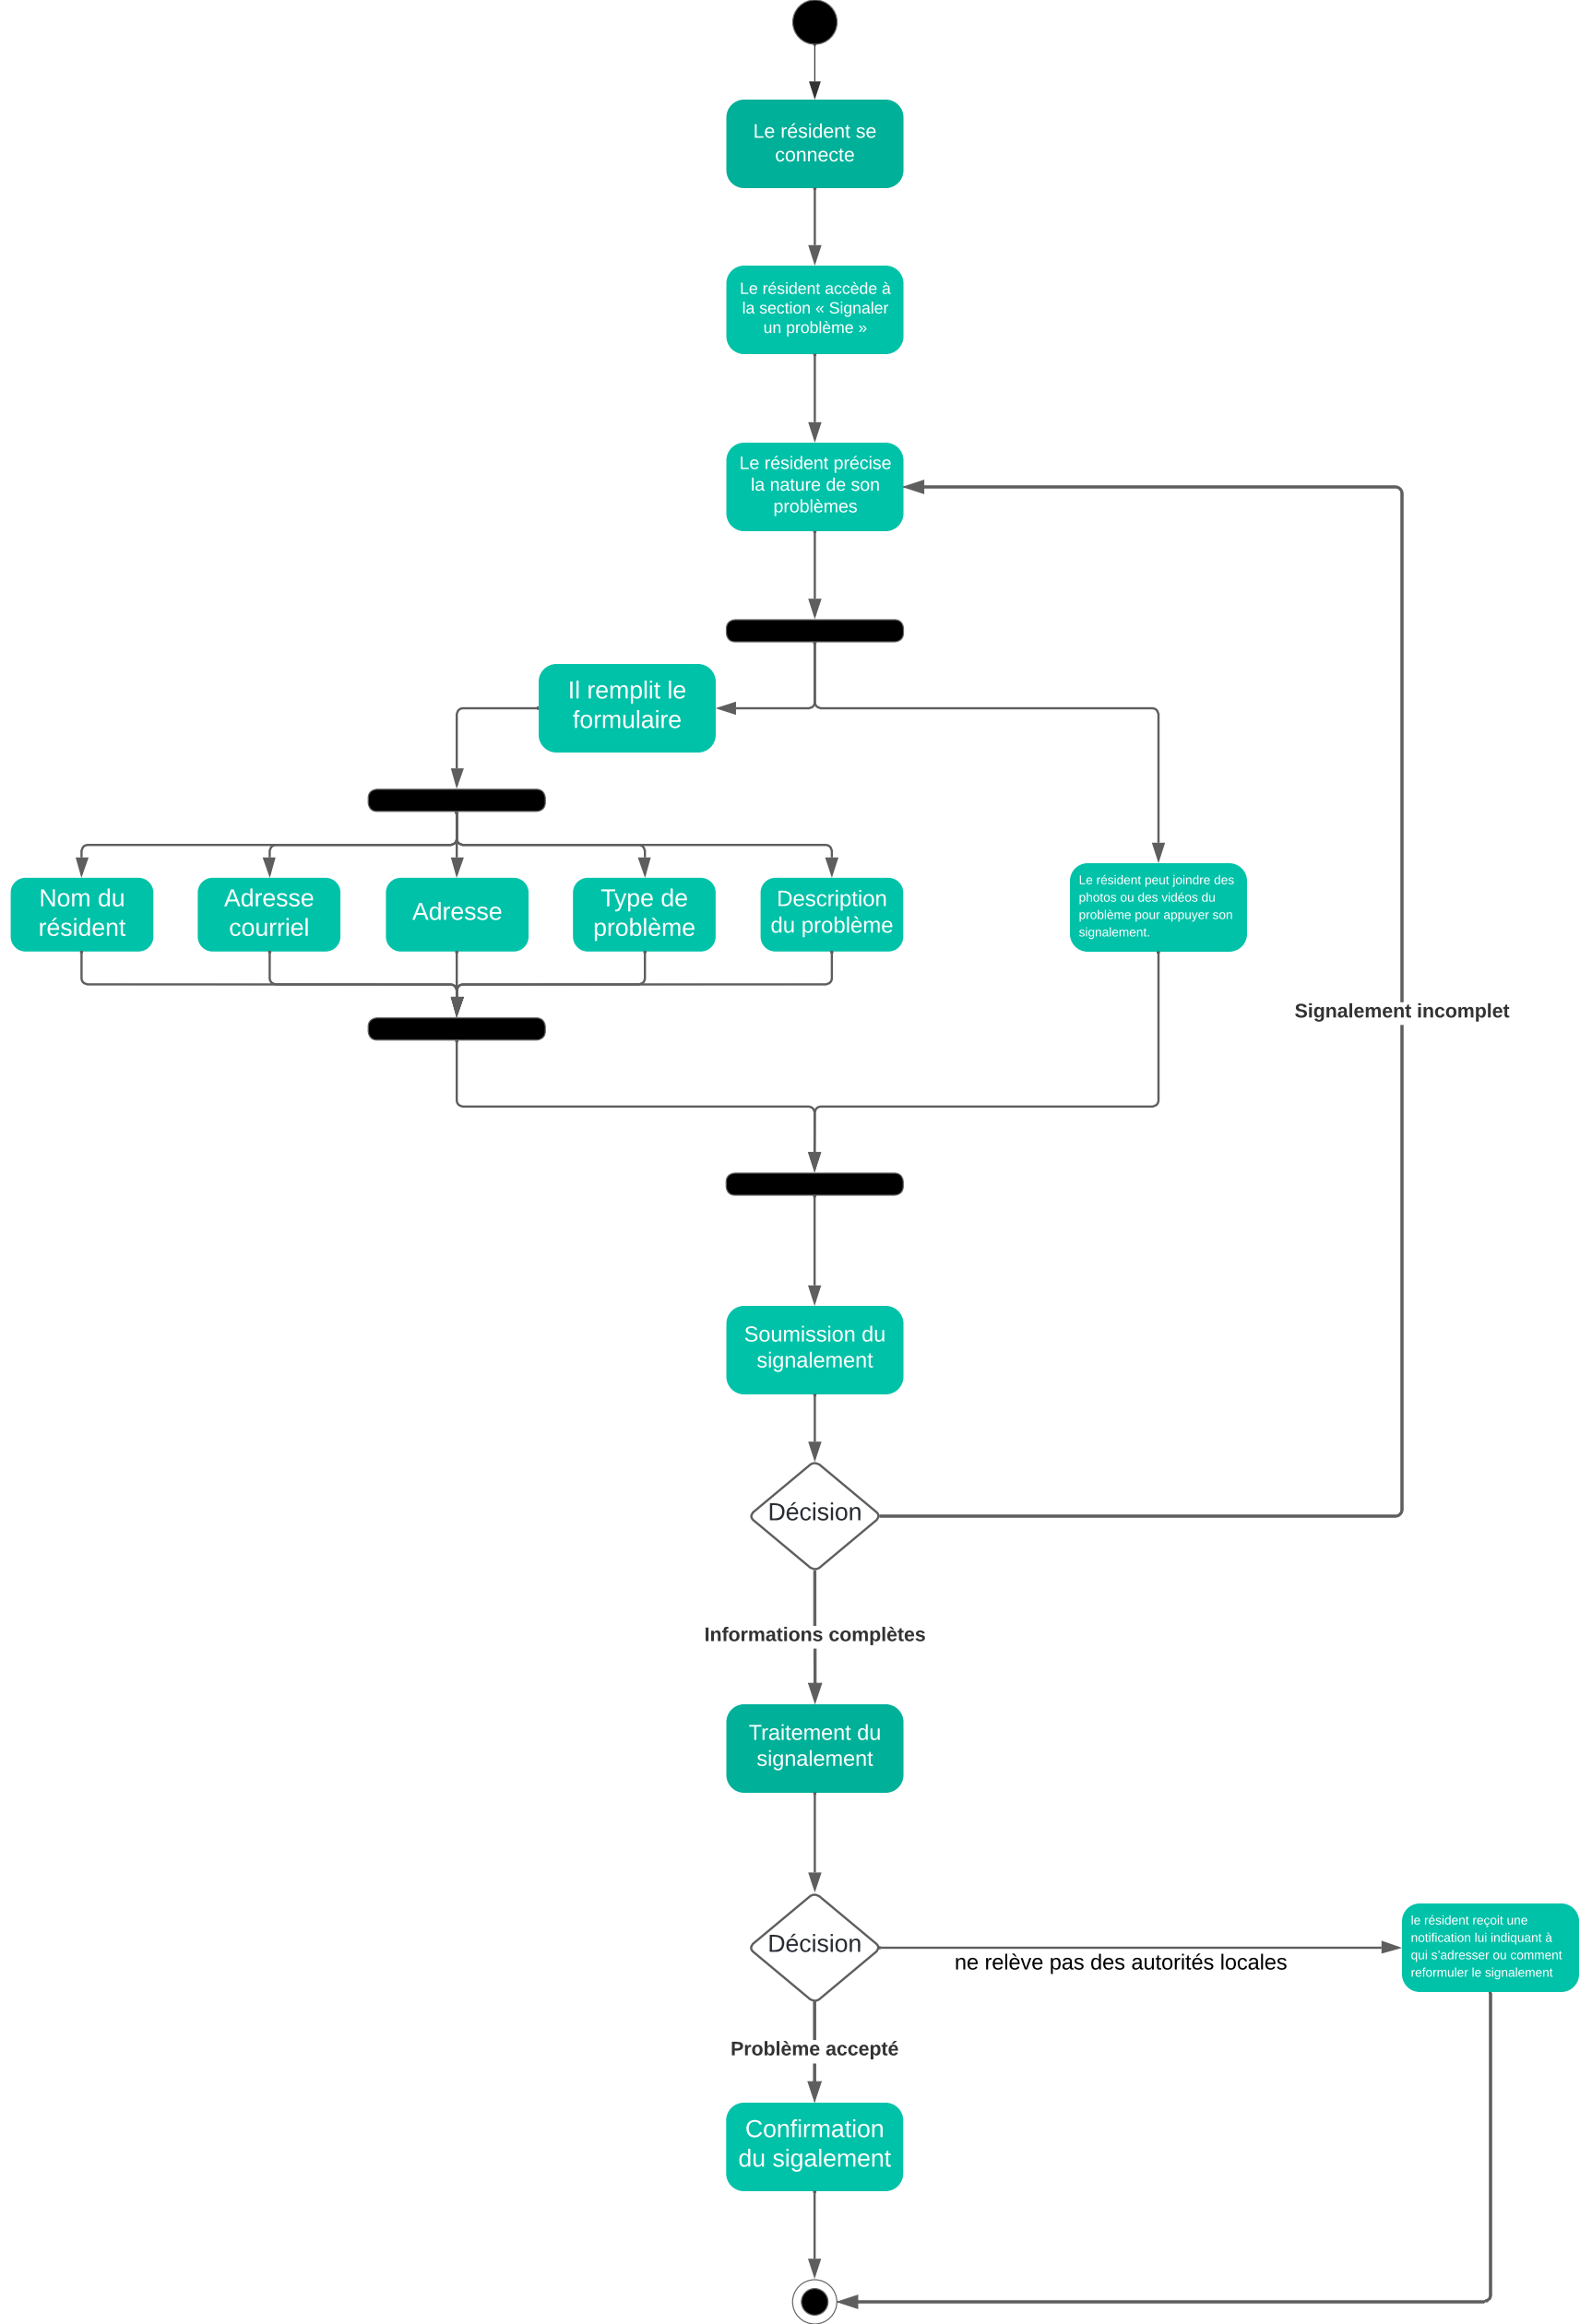 Le résident se
connecte
Le résident accède à
la section « Signaler
un problème »
Le résident précise
la nature de son
problèmes
Il remplit le
formulaire
Nom du
résident
Adresse
courriel
Adresse
Type de
problème
Description
du problème
Le résident peut joindre des
photos ou des vidéos du
problème pour appuyer son
signalement.
Signalement incomplet
Soumission du
signalement
Décision
Informations complètes
Traitement du
signalement
Décision
ne relève pas des autorités locales
le résident reçoit une
notification lui indiquant à
qui s'adresser ou comment
reformuler le signalement
Problème accepté
Confirmation
du sigalement